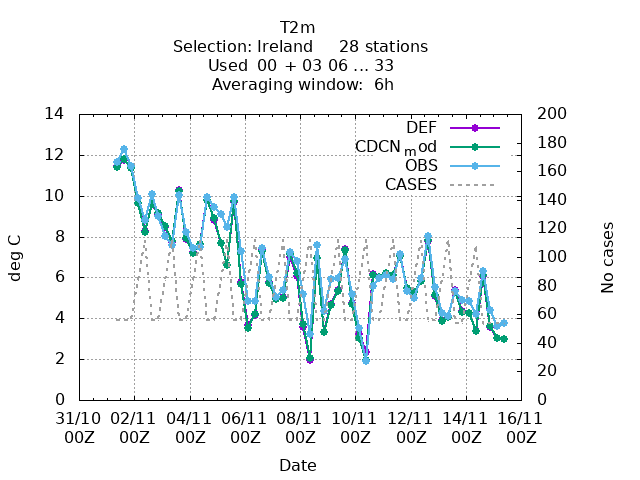 T2m
Selection: Ireland     28 stations
Used  00 + 03 06 ... 33
Averaging window:  6h
14
12
10
8
6
4
2
0
deg C
200
180
160
140
120
100
80
60
40
20
0
No cases
DEF
CDCN_mod
OBS
CASES
31/10 02/11 04/11 06/11 08/11 10/11 12/11 14/11 16/11
00Z 00Z 00Z 00Z 00Z 00Z 00Z 00Z 00Z
Date